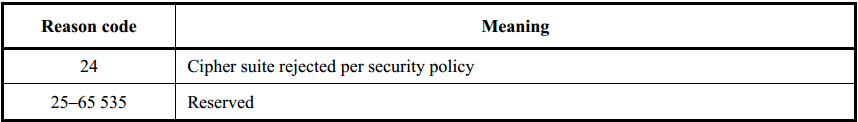 Reason code Meaning
24 Cipher suite rejected per security policy
25–65 535 Reserved